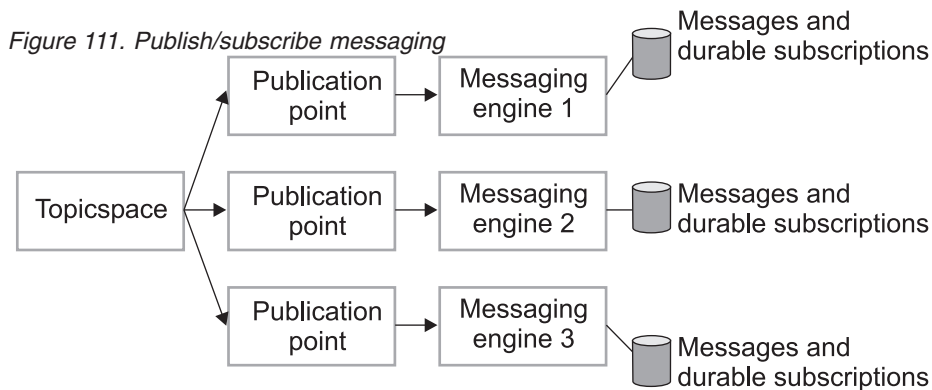 Figure 111. Publish/subscribe messaging
Messages and
durable subscriptions
Publication
point
Messaging
engine 1
Topicspace
Publication
point
Messaging
engine 2
Messages and
durable subscriptions
Publication
point
Messaging
engine 3
Messages and
durable subscriptions